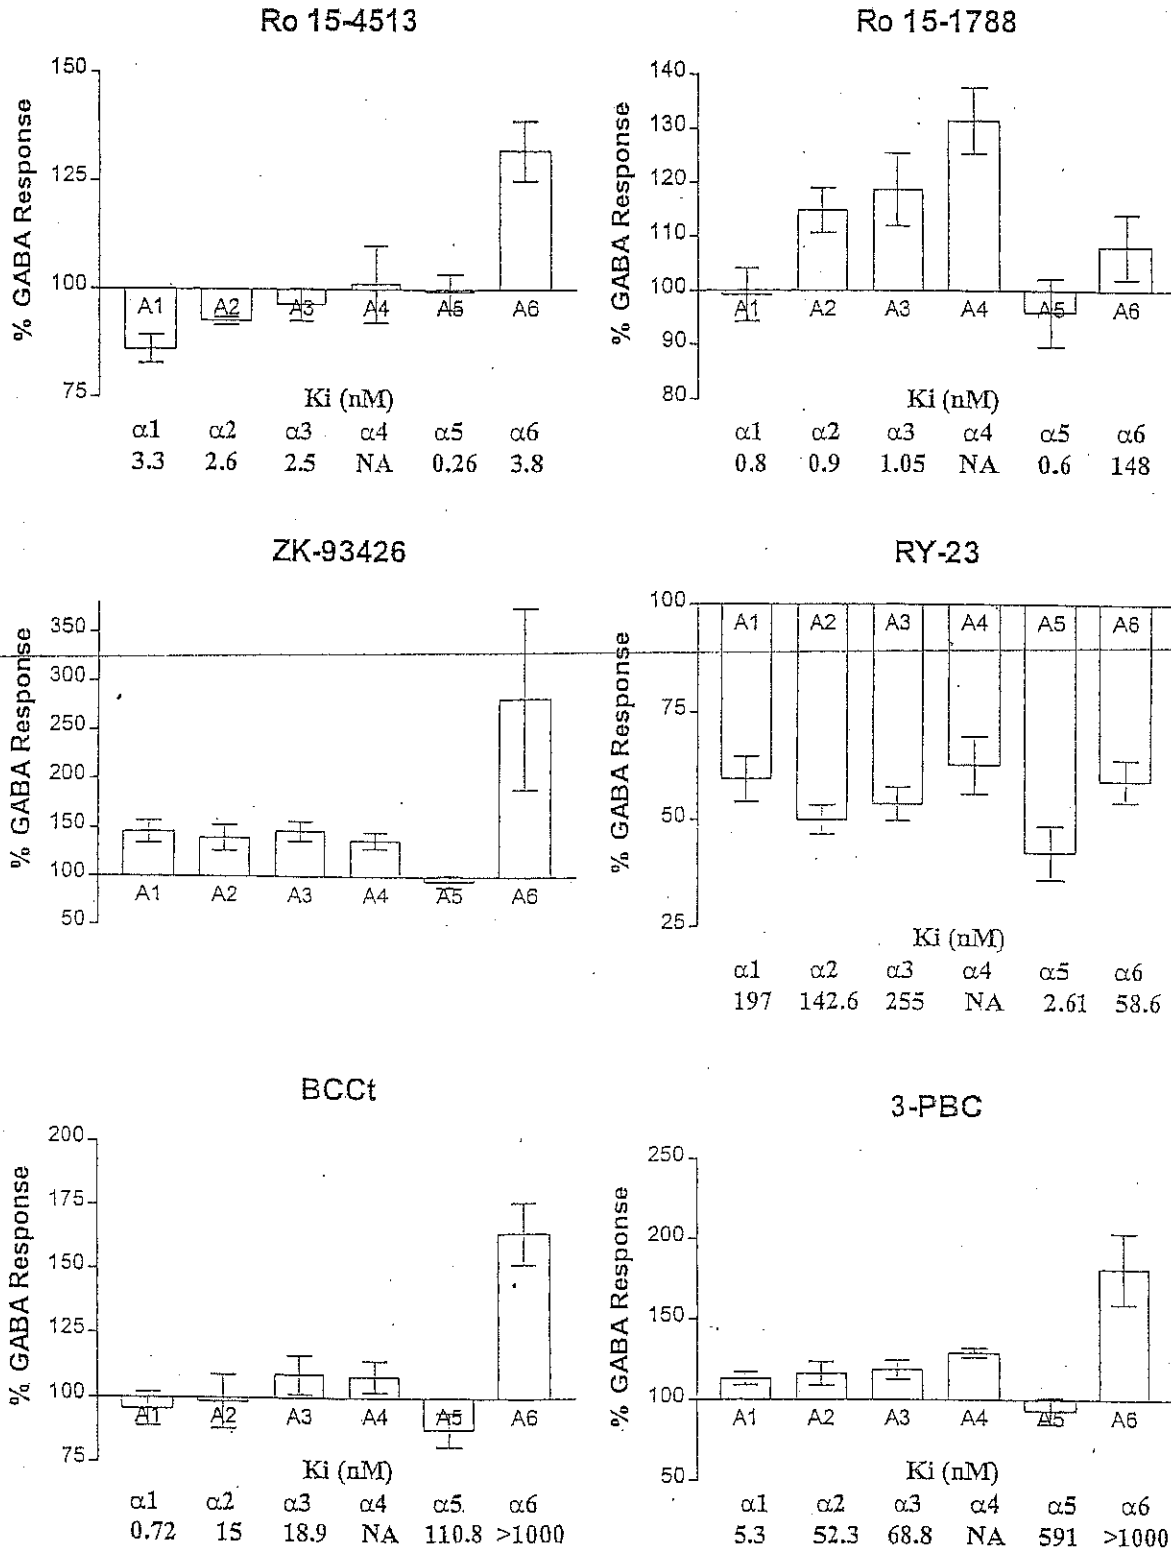 Ro 15-4513
% GABA Response
150
125
100
75
A1 A2 A3 A4 A5 A6
Ki (nM)
α1 α2 α3 α4 α5 α6
3.3 2.6 2.5 NA 0.26 3.8
Ro 15-1788
% GABA Response
140
130
120
110
100
90
80
A1 A2 A3 A4 A5 A6
Ki (nM)
α1 α2 α3 α4 α5 α6
0.8 0.9 1.05 NA 0.6 148
ZK-93426
% GABA Response
350
300
250
200
150
100
50
A1 A2 A3 A4 A5 A6
RY-23
% GABA Response
100
75
50
25
A1 A2 A3 A4 A5 A6
Ki (nM)
α1 α2 α3 α4 α5 α6
197 142.6 255 NA 2.61 58.6
BCCt
% GABA Response
200
175
150
125
100
75
A1 A2 A3 A4 A5 A6
Ki (nM)
α1 α2 α3 α4 α5 α6
0.72 15 18.9 NA 110.8 >1000
3-PBC
% GABA Response
250
200
150
100
50
A1 A2 A3 A4 A5 A6
Ki (nM)
α1 α2 α3 α4 α5 α6
5.3 52.3 68.8 NA 591 >1000